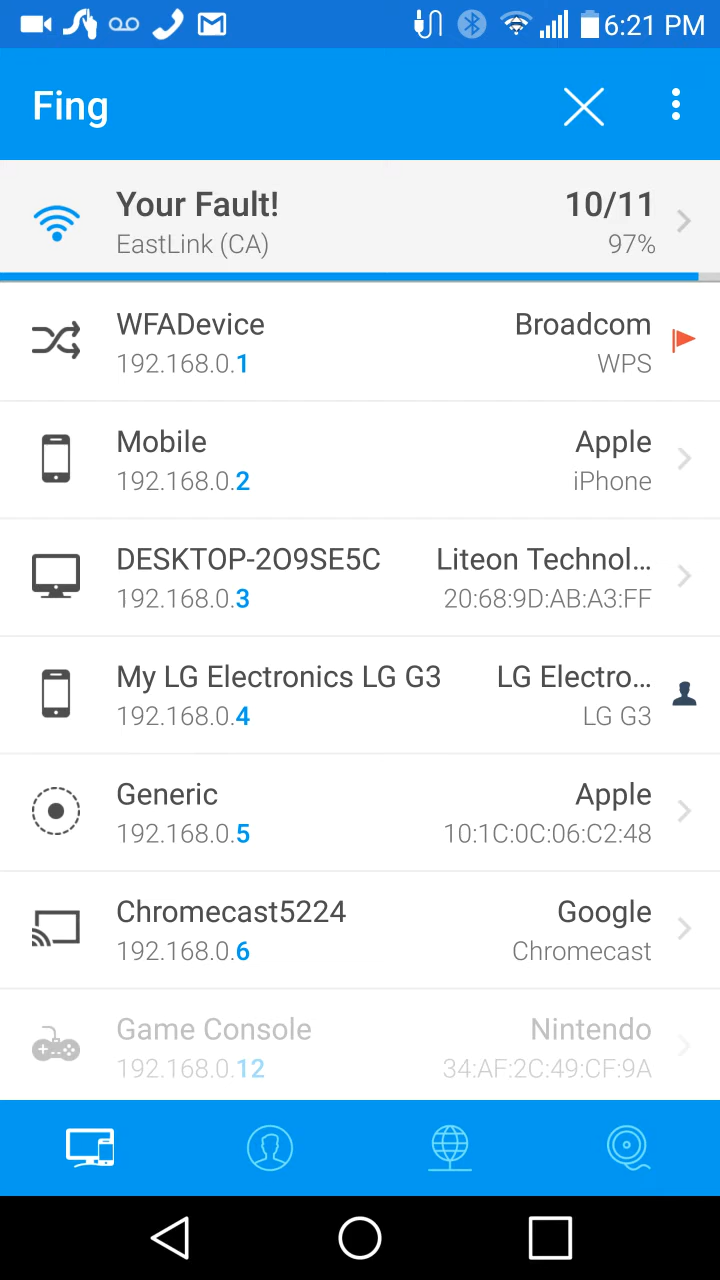 6:21 PM
Fing
Your Fault! 10/11
EastLink (CA) 97%
WFADevice Broadcom
192.168.0.1 WPS
Mobile Apple
192.168.0.2 iPhone
DESKTOP-2O9SE5C Liteon Technol...
192.168.0.3 20:68:9D:AB:A3:FF
My LG Electronics LG G3 LG Electro...
192.168.0.4 LG G3
Generic Apple
192.168.0.5 10:1C:0C:06:C2:48
Chromecast5224 Google
192.168.0.6 Chromecast
Game Console Nintendo
192.168.0.12 34:AF:2C:49:CF:9A